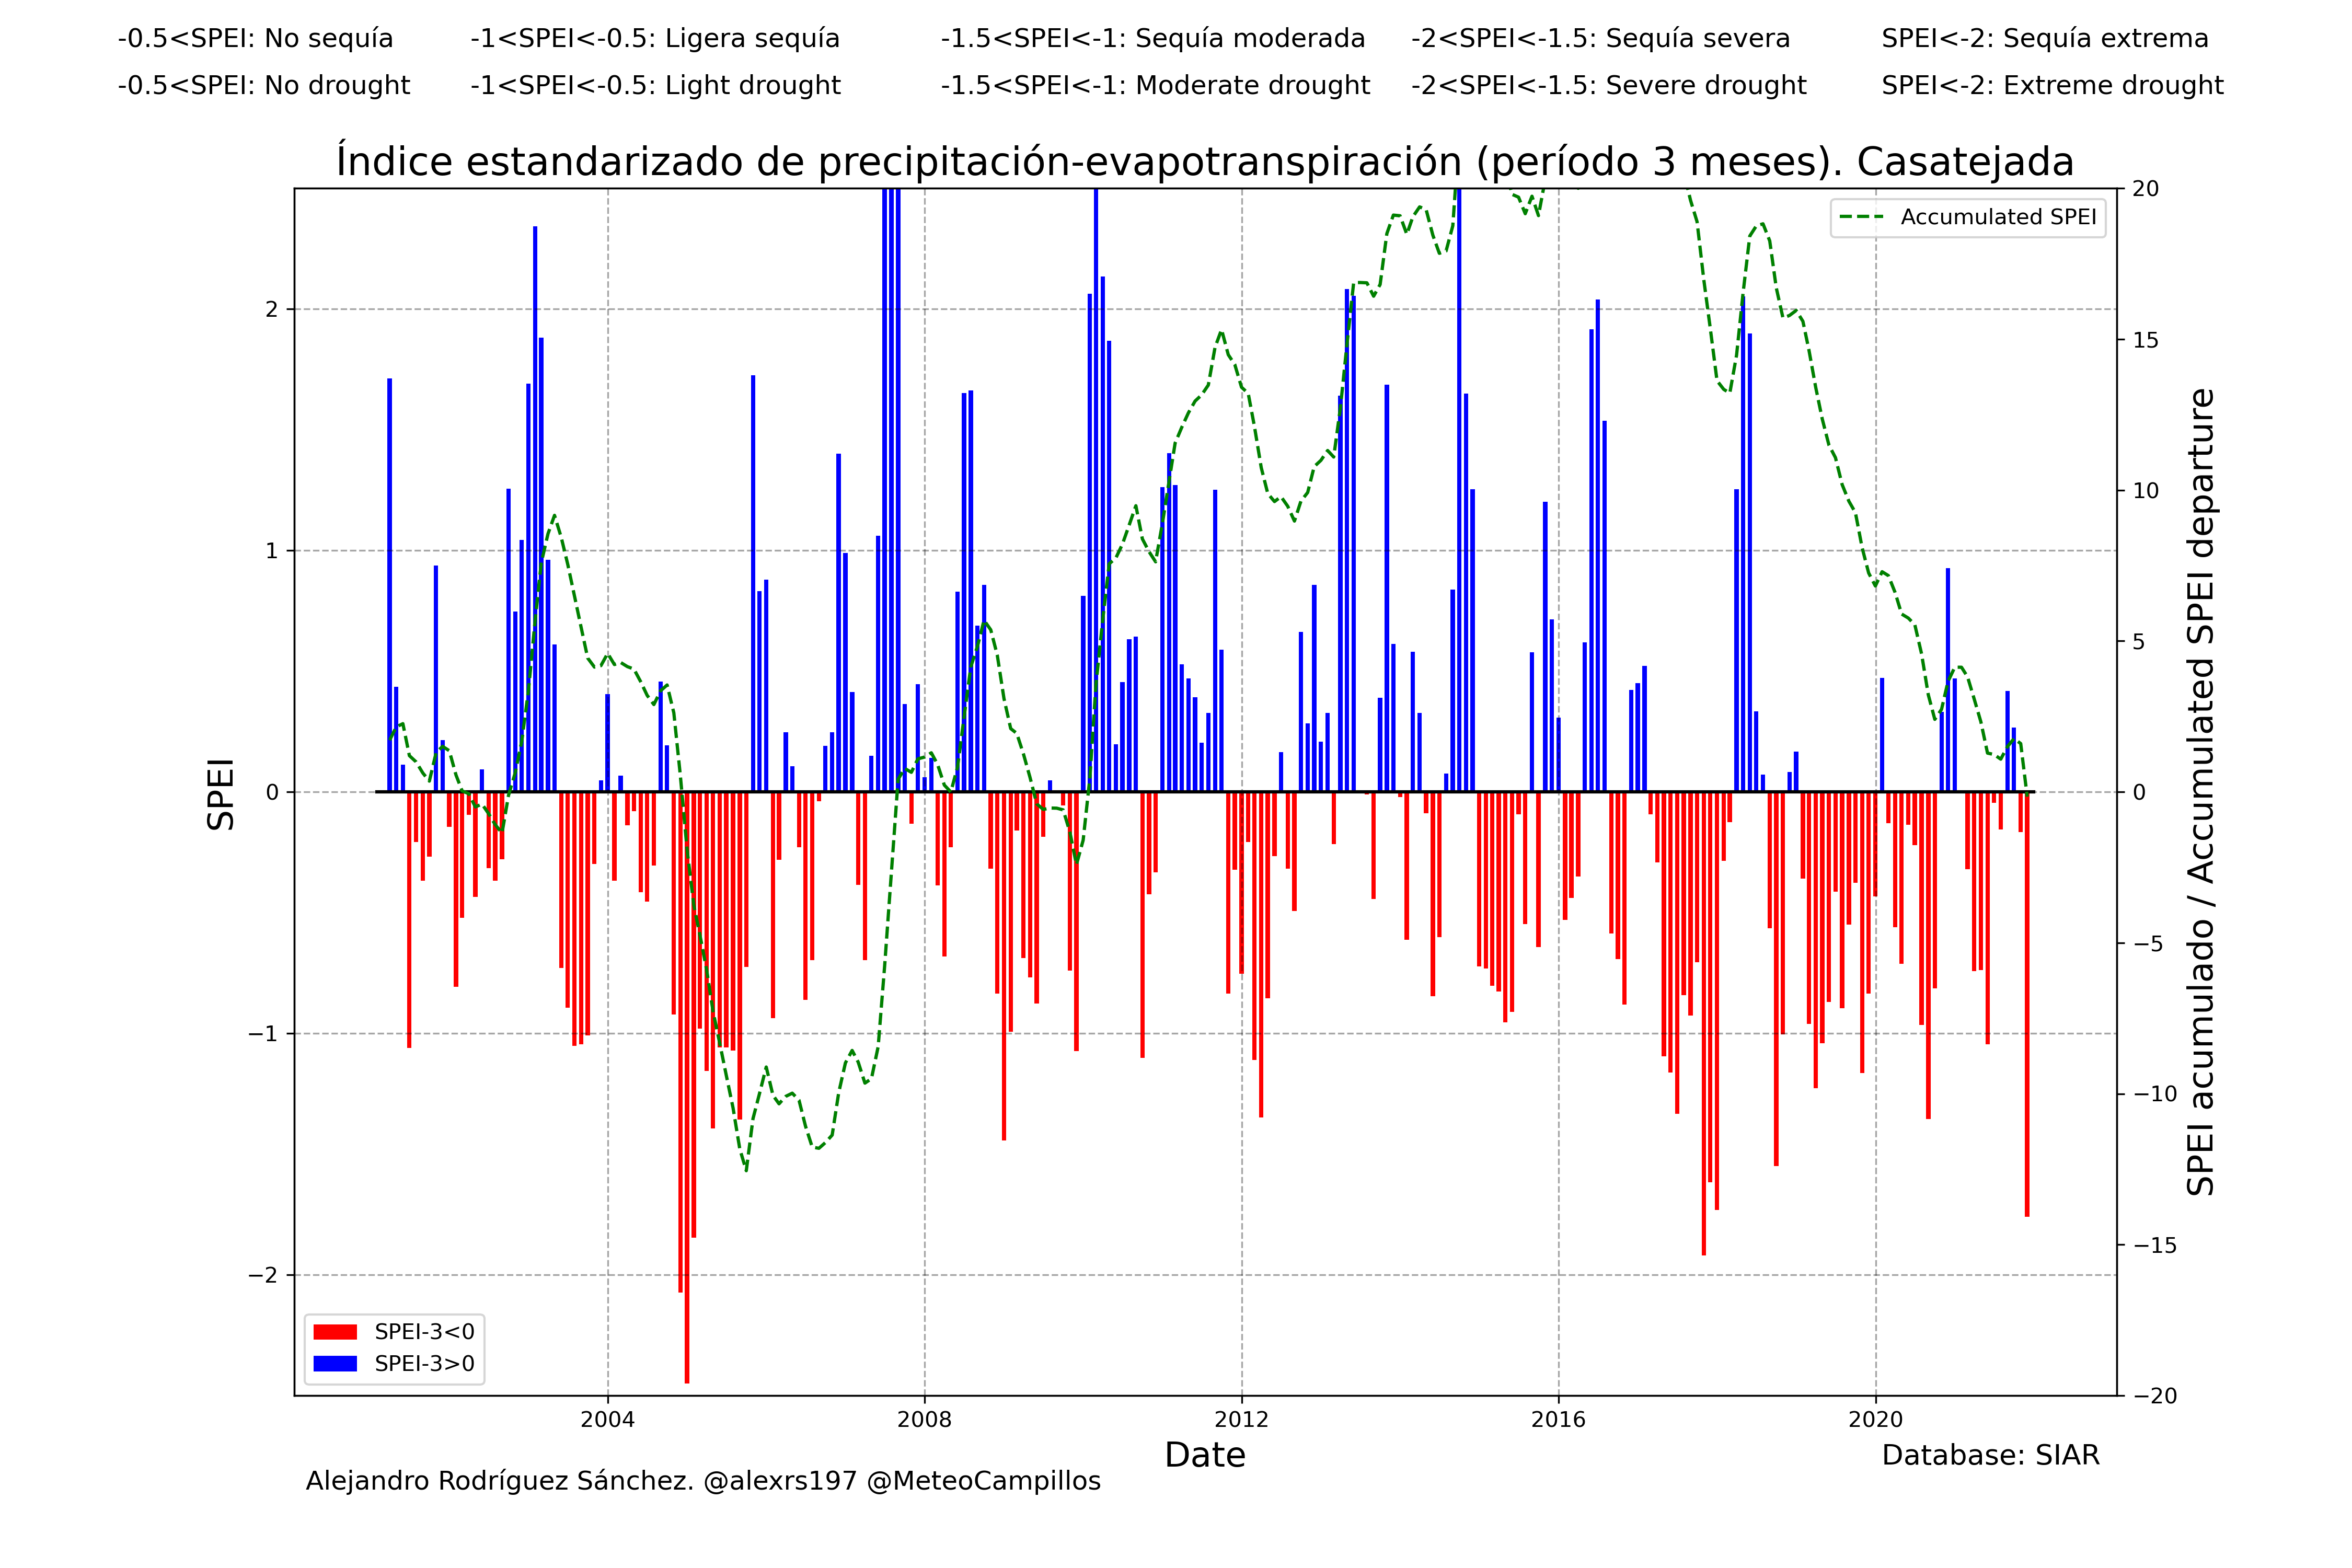 -0.5<SPEI: No sequía -1<SPEI<-0.5: Ligera sequía -1.5<SPEI<-1: Sequía moderada -2<SPEI<-1.5: Sequía severa SPEI<-2: Sequía extrema
-0.5<SPEI: No drought -1<SPEI<-0.5: Light drought -1.5<SPEI<-1: Moderate drought -2<SPEI<-1.5: Severe drought SPEI<-2: Extreme drought
Índice estandarizado de precipitación-evapotranspiración (período 3 meses). Casatejada
SPEI
2
1
0
−1
−2
Accumulated SPEI
20
15
10
5
0
−5
−10
−15
−20
SPEI acumulado / Accumulated SPEI departure
SPEI-3<0
SPEI-3>0
2004 2008 2012 2016 2020
Date
Database: SIAR
Alejandro Rodríguez Sánchez. @alexrs197 @MeteoCampillos